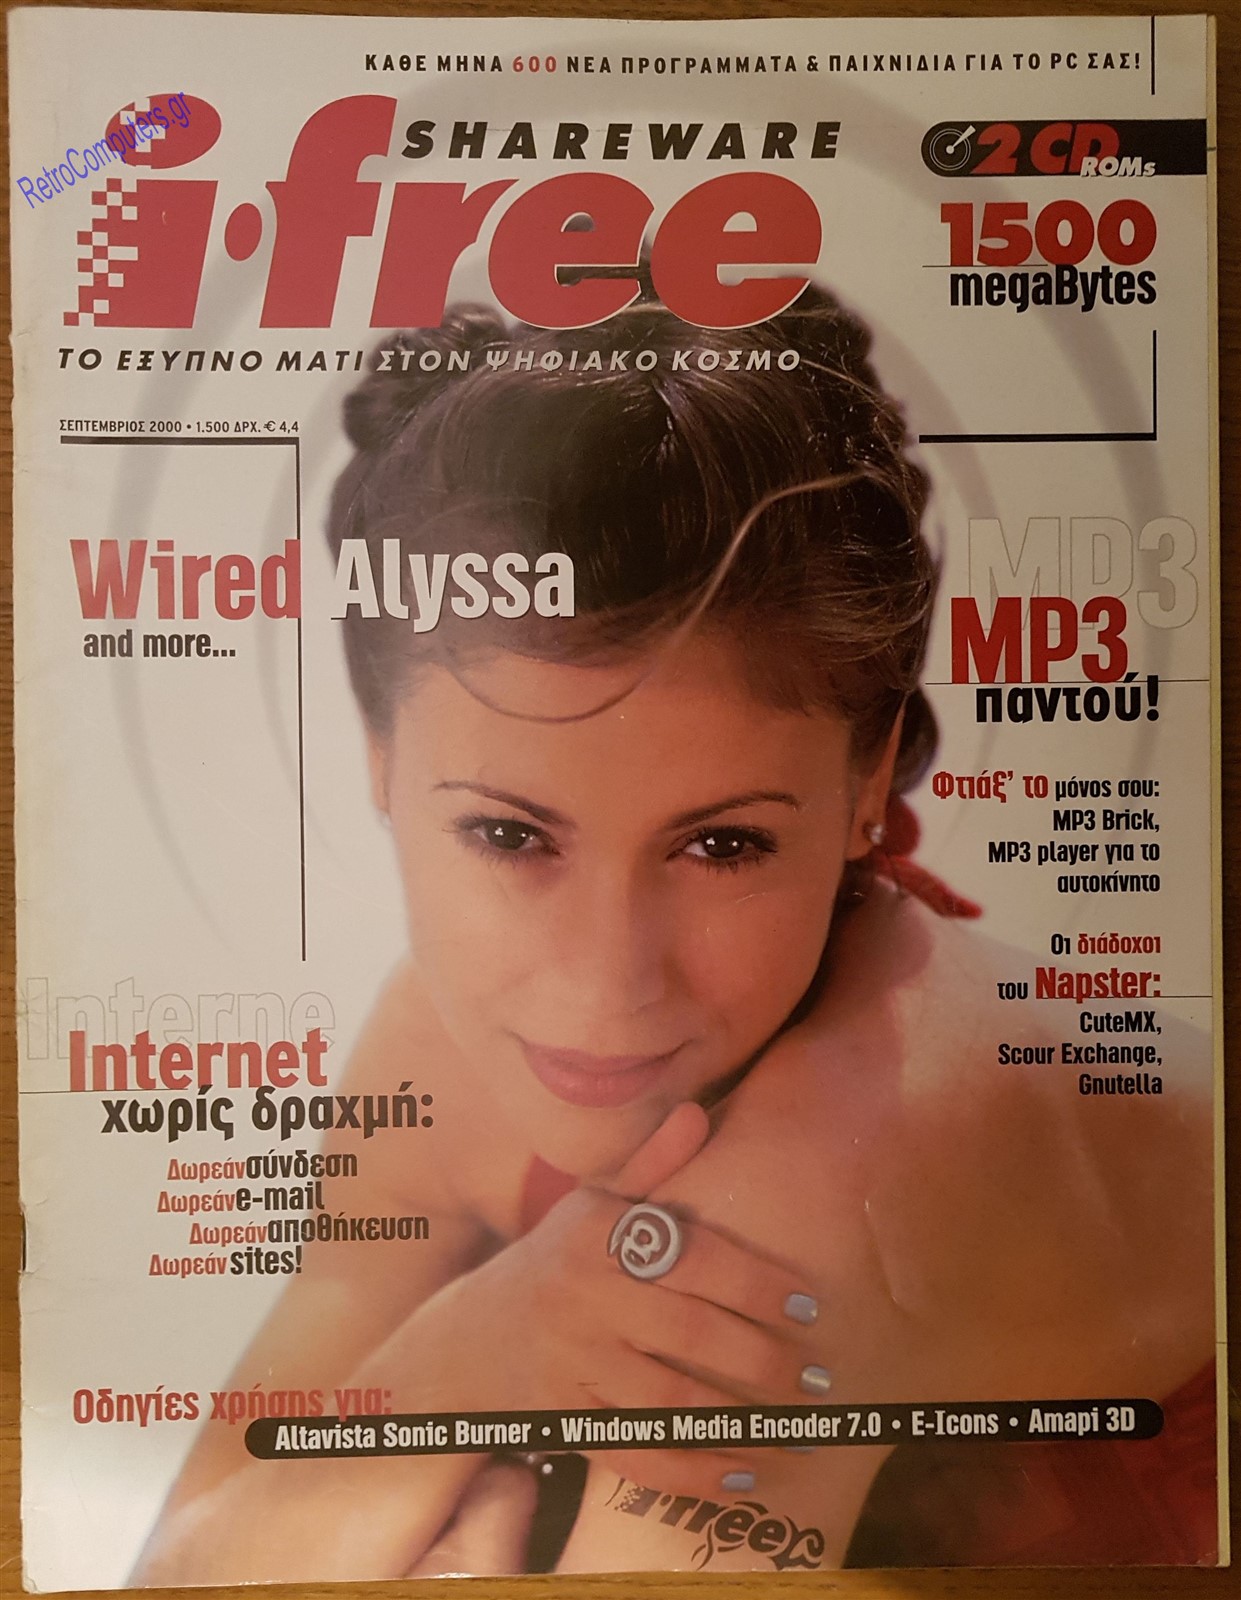 ΚΑΘΕ ΜΗΝΑ 600 ΝΕΑ ΠΡΟΓΡΑΜΜΑΤΑ & ΠΑΙΧΝΙΔΙΑ ΓΙΑ ΤΟ PC ΣΑΣ!
RetroComputers.gr
SHAREWARE
i·free
2 CD ROMs
1500
megaBytes
ΤΟ ΕΞΥΠΝΟ ΜΑΤΙ ΣΤΟΝ ΨΗΦΙΑΚΟ ΚΟΣΜΟ
ΣΕΠΤΕΜΒΡΙΟΣ 2000 • 1.500 ΔΡΧ. € 4,4
Wired Alyssa
and more...
MP3
MP3
παντού!
Φτιάξ' το μόνος σου:
MP3 Brick,
MP3 player για το
αυτοκίνητο
Οι διάδοχοι
του Napster:
CuteMX,
Scour Exchange,
Gnutella
Interne
Internet
χωρίς δραχμή:
Δωρεάν σύνδεση
Δωρεάν e-mail
Δωρεάν αποθήκευση
Δωρεάν sites!
Οδηγίες χρήσης για:
Altavista Sonic Burner • Windows Media Encoder 7.0 • E-Icons • Amapi 3D
i·free